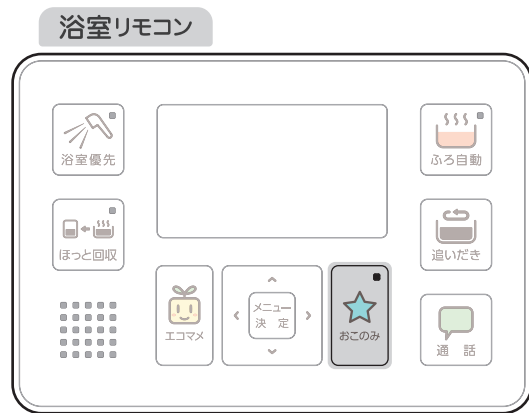 浴室リモコン
浴室優先
ふろ自動
ほっと回収
追いだき
エコマメ
メニュー
決 定
おこのみ
通 話